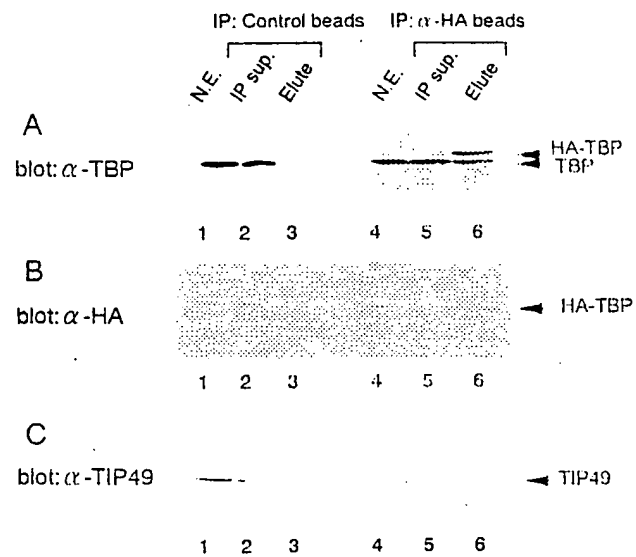 IP: Control beads IP: α-HA beads
N.E. IP sup. Elute N.E. IP sup. Elute
A
blot: α-TBP
HA-TBP
TBP
1 2 3 4 5 6
B
blot: α-HA
HA-TBP
1 2 3 4 5 6
C
blot: α-TIP49
TIP49
1 2 3 4 5 6